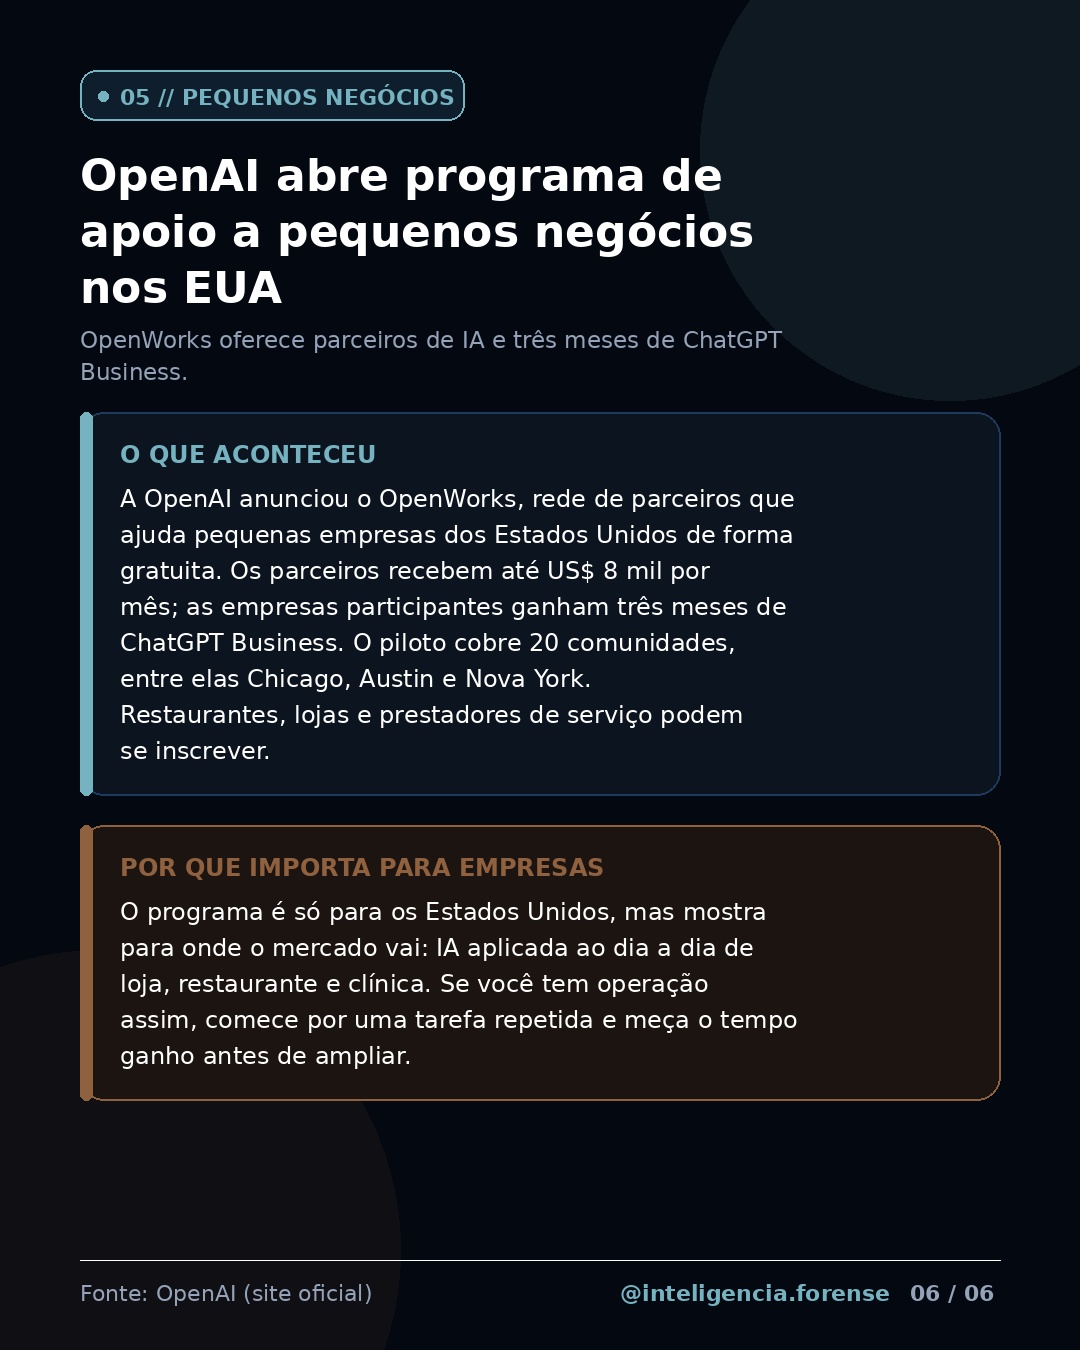 05 // PEQUENOS NEGÓCIOS
OpenAI abre programa de
apoio a pequenos negócios
nos EUA
OpenWorks oferece parceiros de IA e três meses de ChatGPT
Business.
O QUE ACONTECEU
A OpenAI anunciou o OpenWorks, rede de parceiros que
ajuda pequenas empresas dos Estados Unidos de forma
gratuita. Os parceiros recebem até US$ 8 mil por
mês; as empresas participantes ganham três meses de
ChatGPT Business. O piloto cobre 20 comunidades,
entre elas Chicago, Austin e Nova York.
Restaurantes, lojas e prestadores de serviço podem
se inscrever.
POR QUE IMPORTA PARA EMPRESAS
O programa é só para os Estados Unidos, mas mostra
para onde o mercado vai: IA aplicada ao dia a dia de
loja, restaurante e clínica. Se você tem operação
assim, comece por uma tarefa repetida e meça o tempo
ganho antes de ampliar.
Fonte: OpenAI (site oficial)
@inteligencia.forense 06 / 06